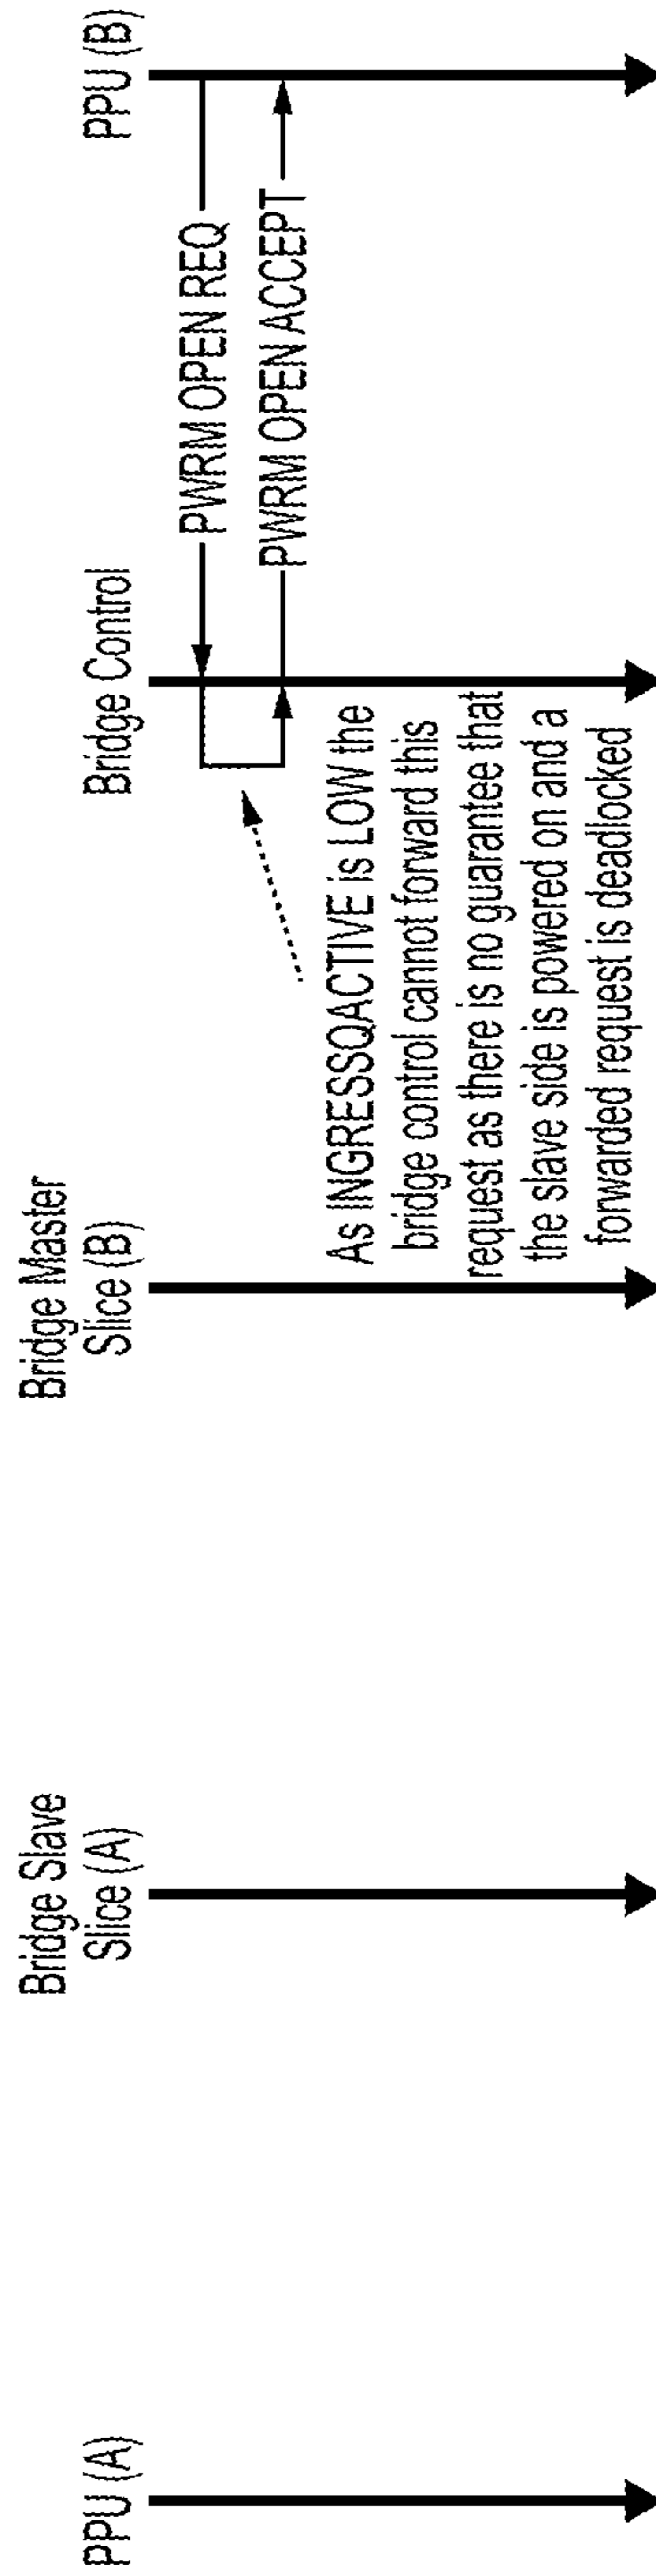 PPU (A)
Bridge Slave
Slice (A)
Bridge Master
Slice (B)
Bridge Control
PPU (B)
PWRM OPEN REQ
PWRM OPEN ACCEPT
As INGRESSQACTIVE is LOW the
bridge control cannot forward this
request as there is no guarantee that
the slave side is powered on and a
forwarded request is deadlocked